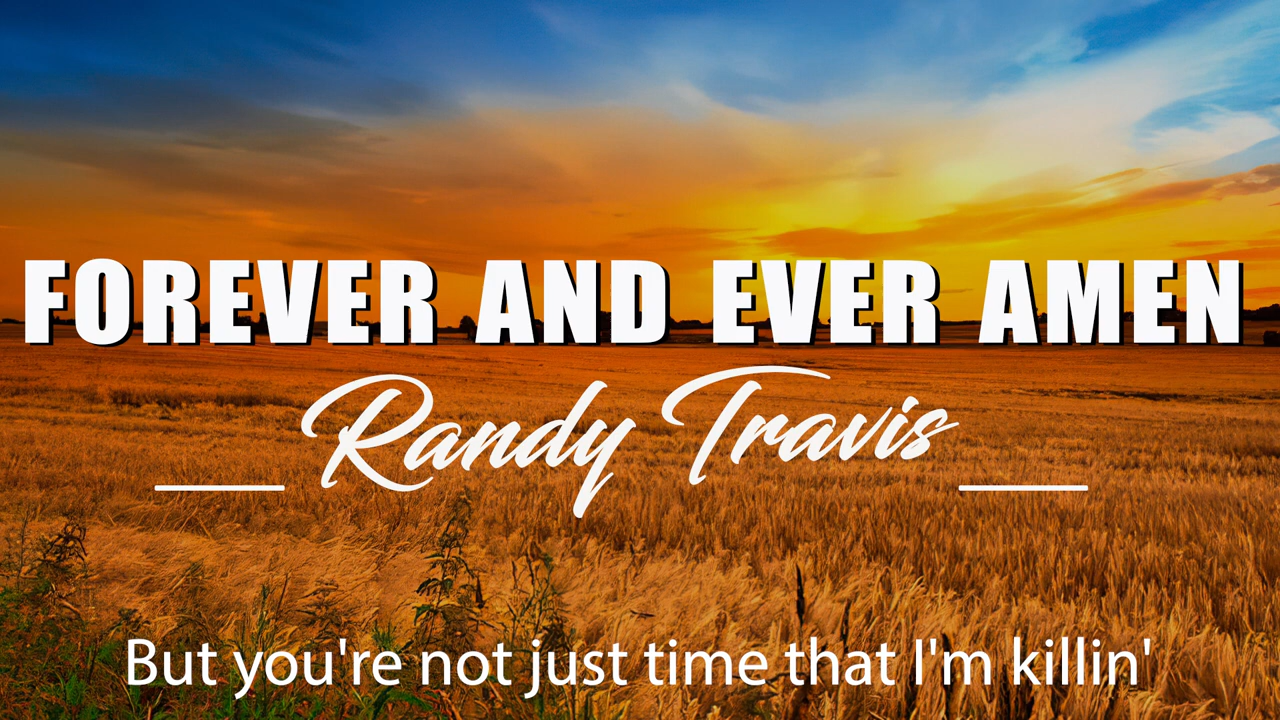 FOREVER AND EVER AMEN
Randy Travis
But you're not just time that I'm killin'